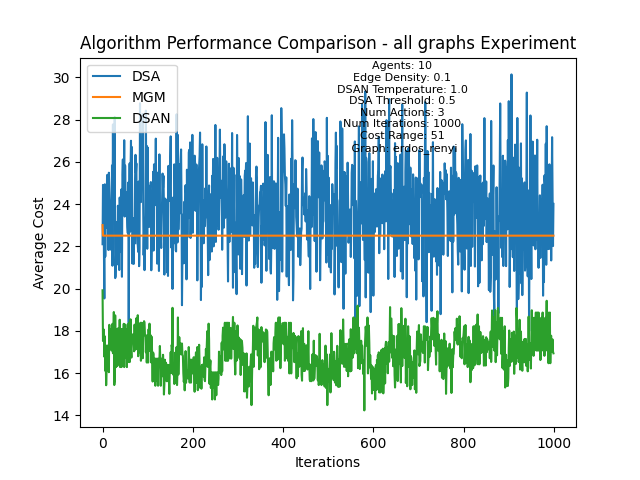 Algorithm Performance Comparison - all graphs Experiment
DSA
MGM
DSAN
Agents: 10
Edge Density: 0.1
DSAN Temperature: 1.0
DSA Threshold: 0.5
Num Actions: 3
Num Iterations: 1000
Cost Range: 51
Graph: erdos_renyi
Average Cost
30
28
26
24
22
20
18
16
14
0 200 400 600 800 1000
Iterations